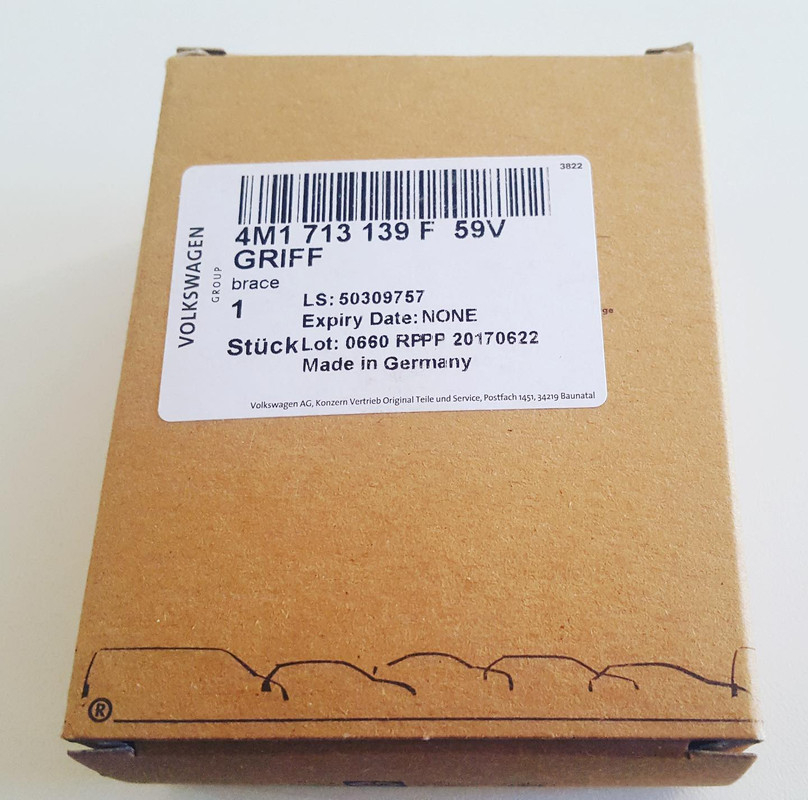 3822
4M1 713 139 F 59V
GRIFF
brace
1
Stück
LS: 50309757
Expiry Date: NONE
Lot: 0660 RPPP 20170622
Made in Germany
VOLKSWAGEN
GROUP
Volkswagen AG, Konzern Vertrieb Original Teile und Service, Postfach 1451, 34219 Baunatal
ge
®